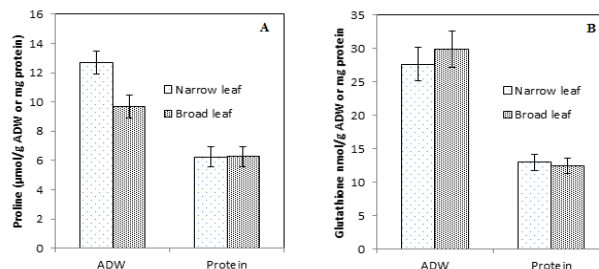 A
Proline (µmol/g ADW or mg protein)
16
14
12
10
8
6
4
2
0
Narrow leaf
Broad leaf
ADW
Protein
B
Glutathione nmol/g ADW or mg protein
35
30
25
20
15
10
5
0
Narrow leaf
Broad leaf
ADW
Protein